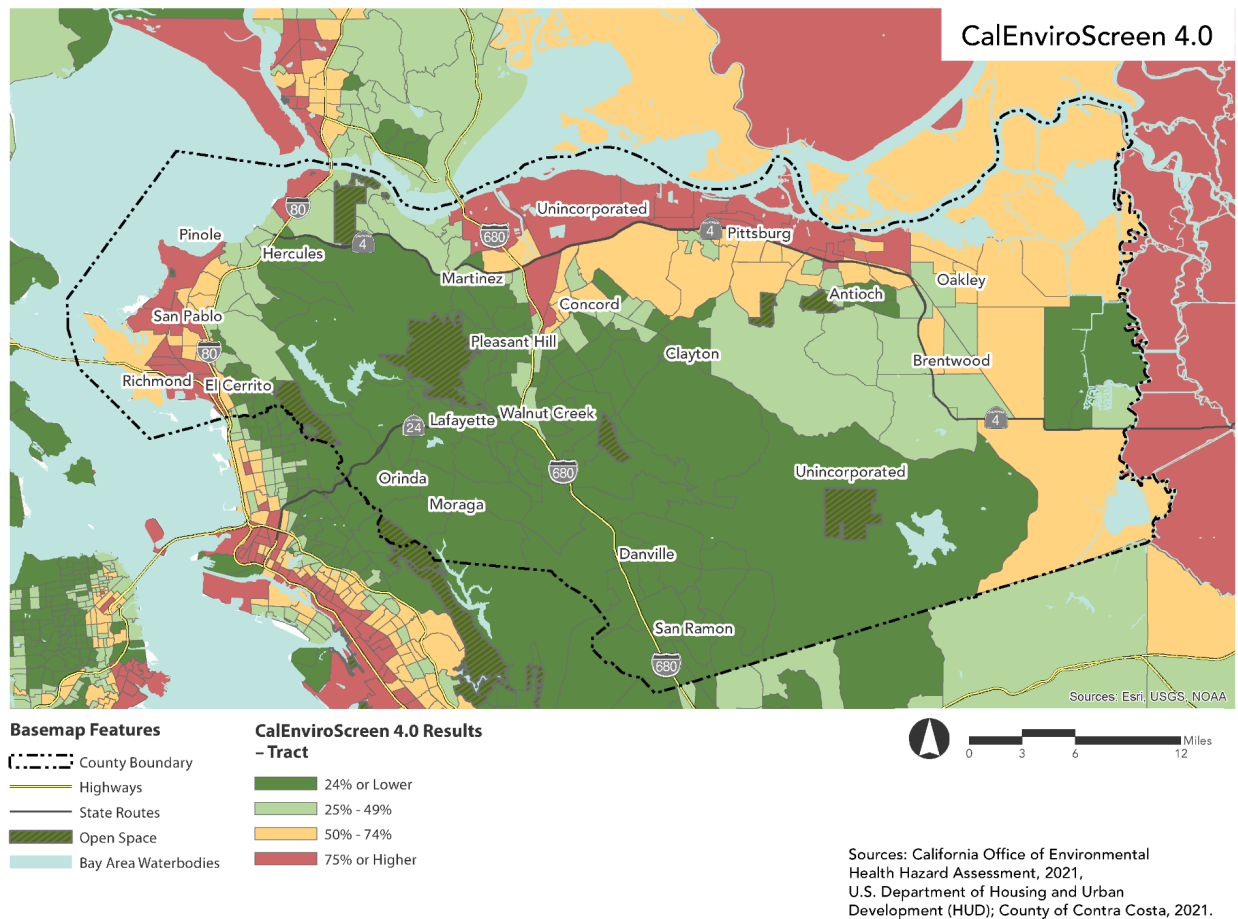 CalEnviroScreen 4.0
Unincorporated
80
680
4
Pittsburg
Pinole
4
Hercules
Martinez
Oakley
Antioch
Concord
San Pablo
Pleasant Hill
80
Clayton
Brentwood
Richmond
El Cerrito
Walnut Creek
Lafayette
24
4
680
Unincorporated
Orinda
Moraga
Danville
San Ramon
680
Sources: Esri, USGS, NOAA
Basemap Features
County Boundary
Highways
State Routes
Open Space
Bay Area Waterbodies
CalEnviroScreen 4.0 Results
– Tract
24% or Lower
25% - 49%
50% - 74%
75% or Higher
0 3 6 12 Miles
Sources: California Office of Environmental
Health Hazard Assessment, 2021,
U.S. Department of Housing and Urban
Development (HUD); County of Contra Costa, 2021.